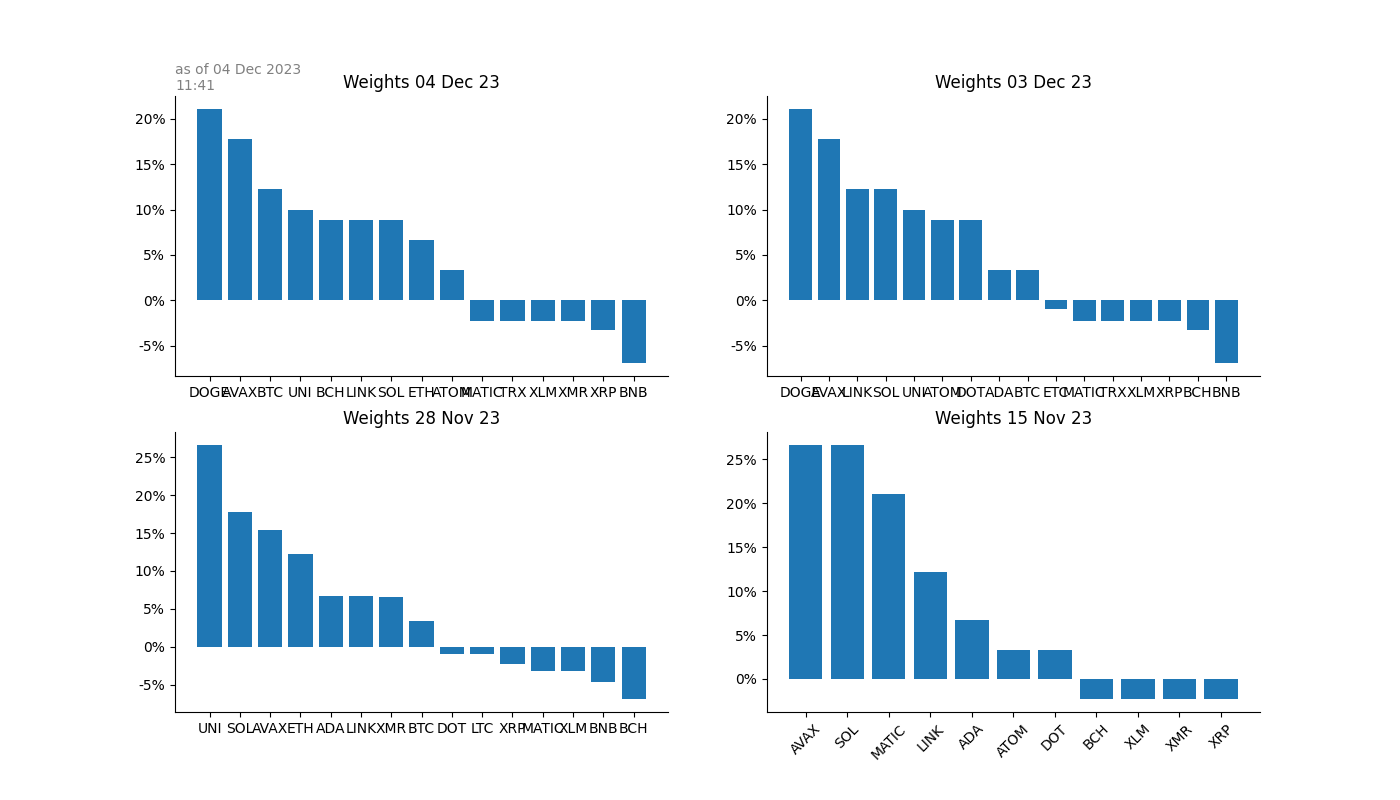 as of 04 Dec 2023
11:41
Weights 04 Dec 23
20%
15%
10%
5%
0%
-5%
DOGE AVAX BTC UNI BCH LINK SOL ETH ATOM MATIC TRX XLM XMR XRP BNB
Weights 03 Dec 23
20%
15%
10%
5%
0%
-5%
DOGE AVAX LINK SOL UNI ATOM DOT ADA BTC ETC MATIC TRX XLM XRP BCH BNB
Weights 28 Nov 23
25%
20%
15%
10%
5%
0%
-5%
UNI SOL AVAX ETH ADA LINK XMR BTC DOT LTC XRP MATIC XLM BNB BCH
Weights 15 Nov 23
25%
20%
15%
10%
5%
0%
AVAX SOL MATIC LINK ADA ATOM DOT BCH XLM XMR XRP